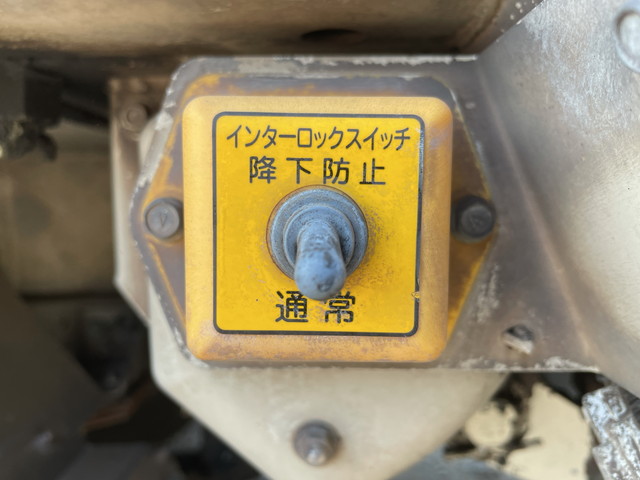 インターロックスイッチ
降下防止
通常